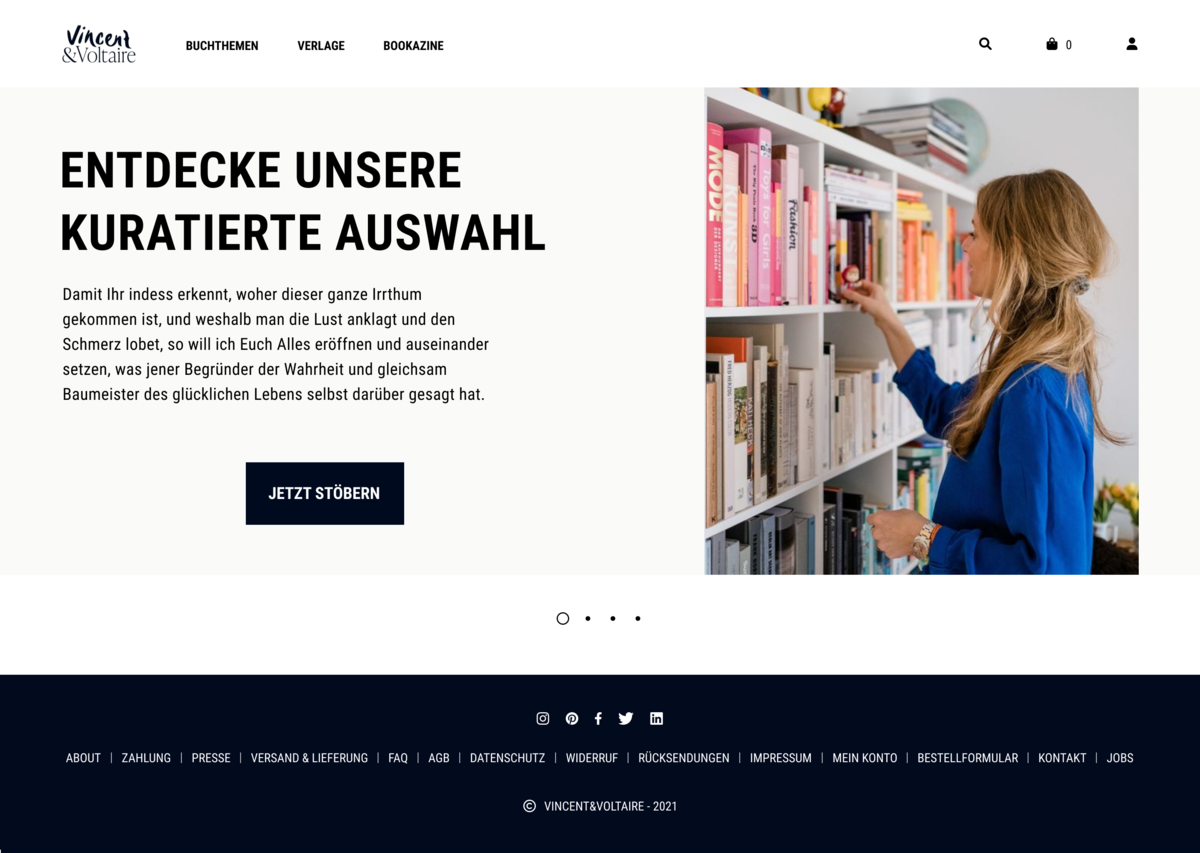 Vincent
&Voltaire
BUCHTHEMEN
VERLAGE
BOOKAZINE
0
ENTDECKE UNSERE
KURATIERTE AUSWAHL
Damit Ihr indess erkennt, woher dieser ganze Irrthum
gekommen ist, und weshalb man die Lust anklagt und den
Schmerz lobet, so will ich Euch Alles eröffnen und auseinander
setzen, was jener Begründer der Wahrheit und gleichsam
Baumeister des glücklichen Lebens selbst darüber gesagt hat.
JETZT STÖBERN
MODE
KUNST
Toys for Girls
fashion
ABOUT | ZAHLUNG | PRESSE | VERSAND & LIEFERUNG | FAQ | AGB | DATENSCHUTZ | WIDERRUF | RÜCKSENDUNGEN | IMPRESSUM | MEIN KONTO | BESTELLFORMULAR | KONTAKT | JOBS
© VINCENT&VOLTAIRE - 2021